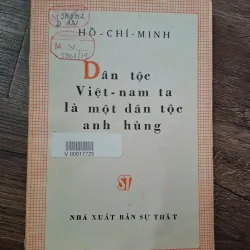 HỒ-CHÍ-MINH
Dân tộc
Việt-nam ta
là một dân tộc
anh hùng
V 00017725
ST
NHÀ XUẤT BẢN SỰ THẬT